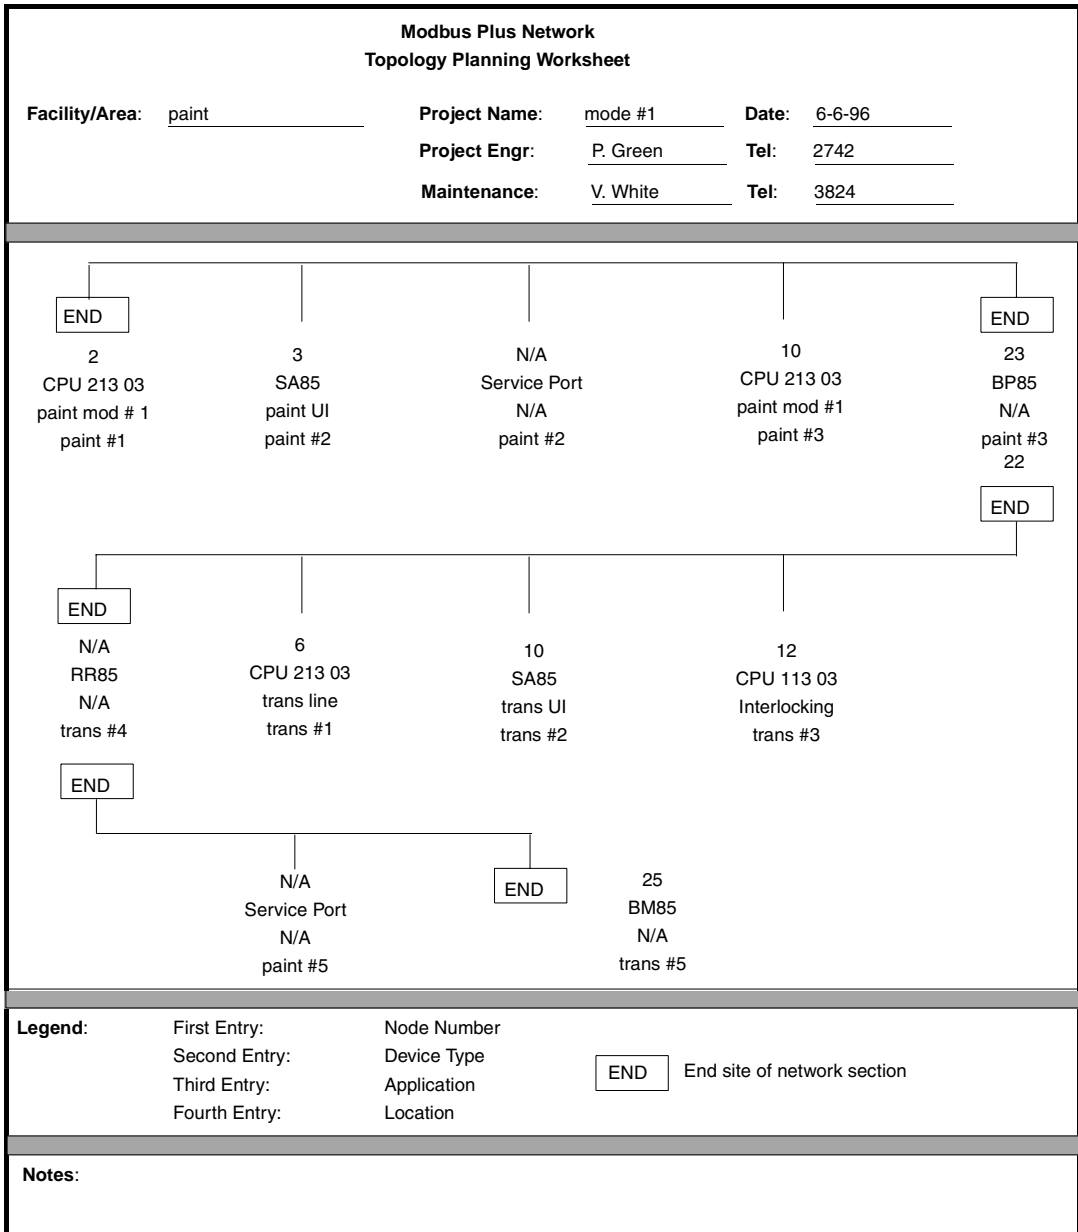 Modbus Plus Network
Topology Planning Worksheet
Facility/Area: paint Project Name: mode #1 Date: 6-6-96
Project Engr: P. Green Tel: 2742
Maintenance: V. White Tel: 3824
END END
2 3 N/A 10 23
CPU 213 03 SA85 Service Port CPU 213 03 BP85
paint mod # 1 paint UI N/A paint mod #1 N/A
paint #1 paint #2 paint #2 paint #3 paint #3
22
END
END
N/A 6 10 12
RR85 CPU 213 03 SA85 CPU 113 03
N/A trans line trans UI Interlocking
trans #4 trans #1 trans #2 trans #3
END
N/A END 25
Service Port BM85
N/A N/A
paint #5 trans #5
Legend: First Entry: Node Number
Second Entry: Device Type
Third Entry: Application
Fourth Entry: Location
END End site of network section
Notes: